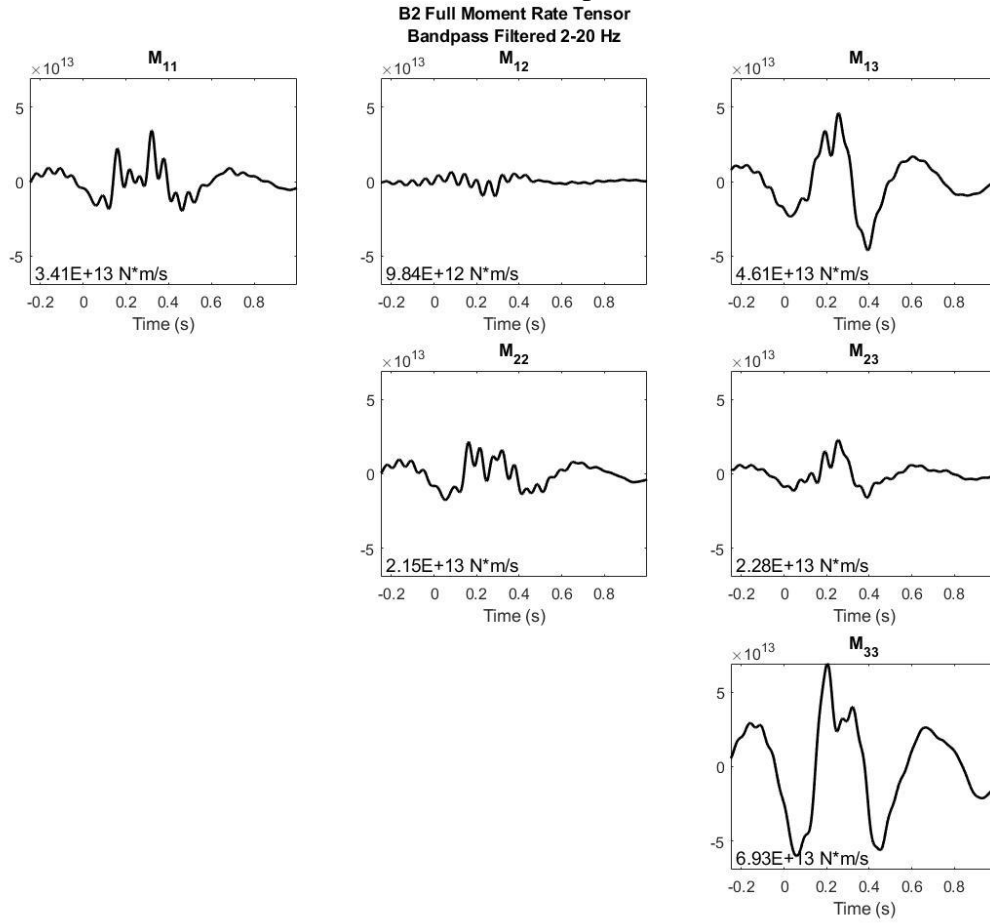 B2 Full Moment Rate Tensor
Bandpass Filtered 2-20 Hz
M11
×10^13
5
0
-5
3.41E+13 N*m/s
-0.2 0 0.2 0.4 0.6 0.8
Time (s)
M12
×10^13
5
0
-5
9.84E+12 N*m/s
-0.2 0 0.2 0.4 0.6 0.8
Time (s)
M13
×10^13
5
0
-5
4.61E+13 N*m/s
-0.2 0 0.2 0.4 0.6 0.8
Time (s)
M22
×10^13
5
0
-5
2.15E+13 N*m/s
-0.2 0 0.2 0.4 0.6 0.8
Time (s)
M23
×10^13
5
0
-5
2.28E+13 N*m/s
-0.2 0 0.2 0.4 0.6 0.8
Time (s)
M33
×10^13
5
0
-5
6.93E+13 N*m/s
-0.2 0 0.2 0.4 0.6 0.8
Time (s)